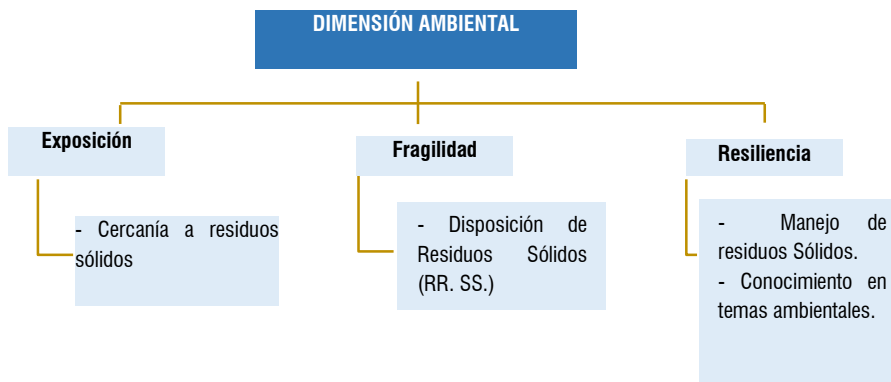 DIMENSIÓN AMBIENTAL
Exposición
- Cercanía a residuos
sólidos
Fragilidad
- Disposición de
Residuos Sólidos
(RR. SS.)
Resiliencia
- Manejo de
residuos Sólidos.
- Conocimiento en
temas ambientales.